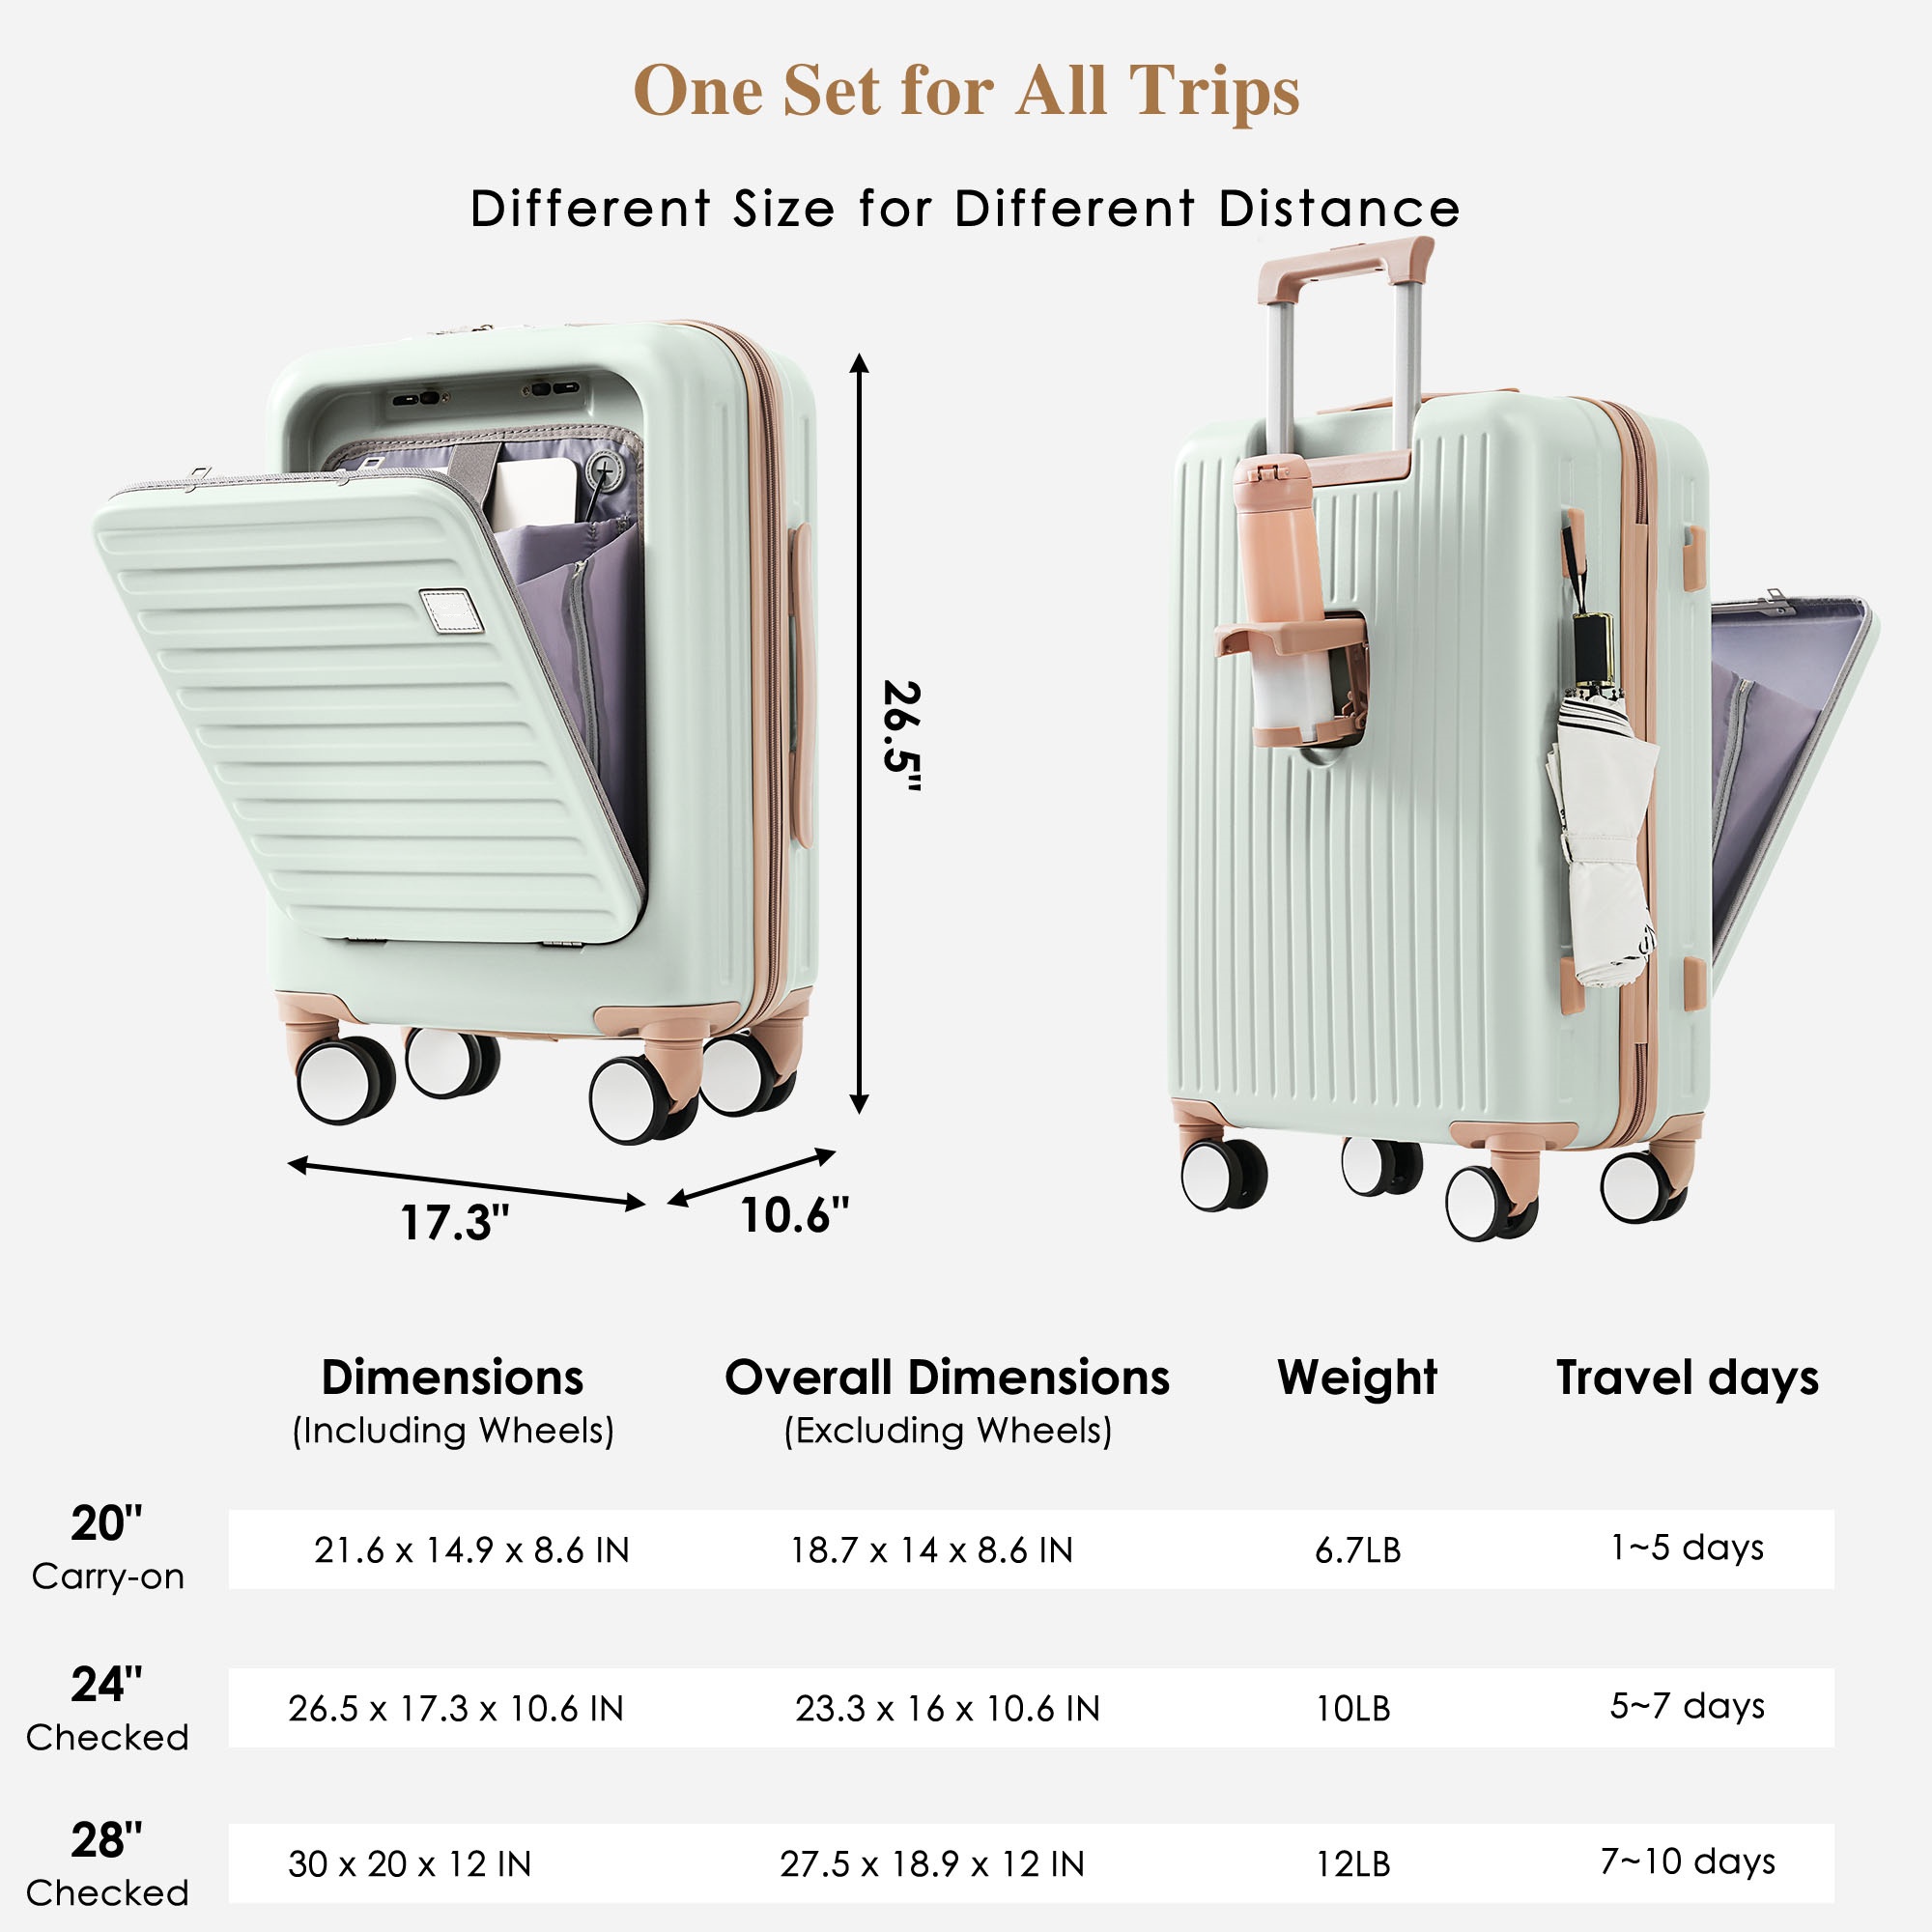 One Set for All Trips
Different Size for Different Distance
26.5"
17.3"
10.6"
Dimensions Overall Dimensions Weight Travel days
(Including Wheels) (Excluding Wheels)
20"
Carry-on
21.6 x 14.9 x 8.6 IN 18.7 x 14 x 8.6 IN 6.7LB 1~5 days
24"
Checked
26.5 x 17.3 x 10.6 IN 23.3 x 16 x 10.6 IN 10LB 5~7 days
28"
Checked
30 x 20 x 12 IN 27.5 x 18.9 x 12 IN 12LB 7~10 days